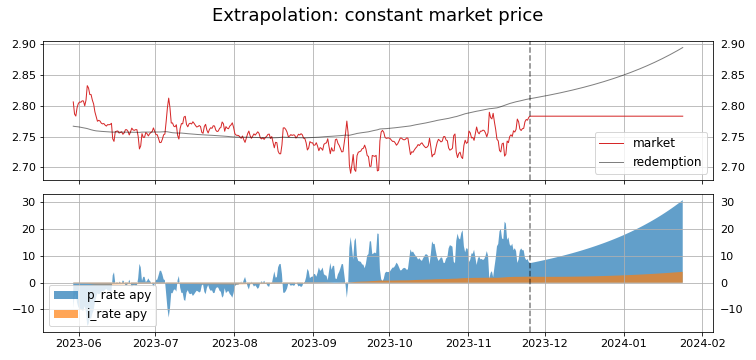 Extrapolation: constant market price
2.90 2.90
2.85 2.85
2.80 2.80
2.75 2.75
2.70 2.70
market
redemption
30 30
20 20
10 10
0 0
−10 −10
p_rate apy
i_rate apy
2023-06 2023-07 2023-08 2023-09 2023-10 2023-11 2023-12 2024-01 2024-02